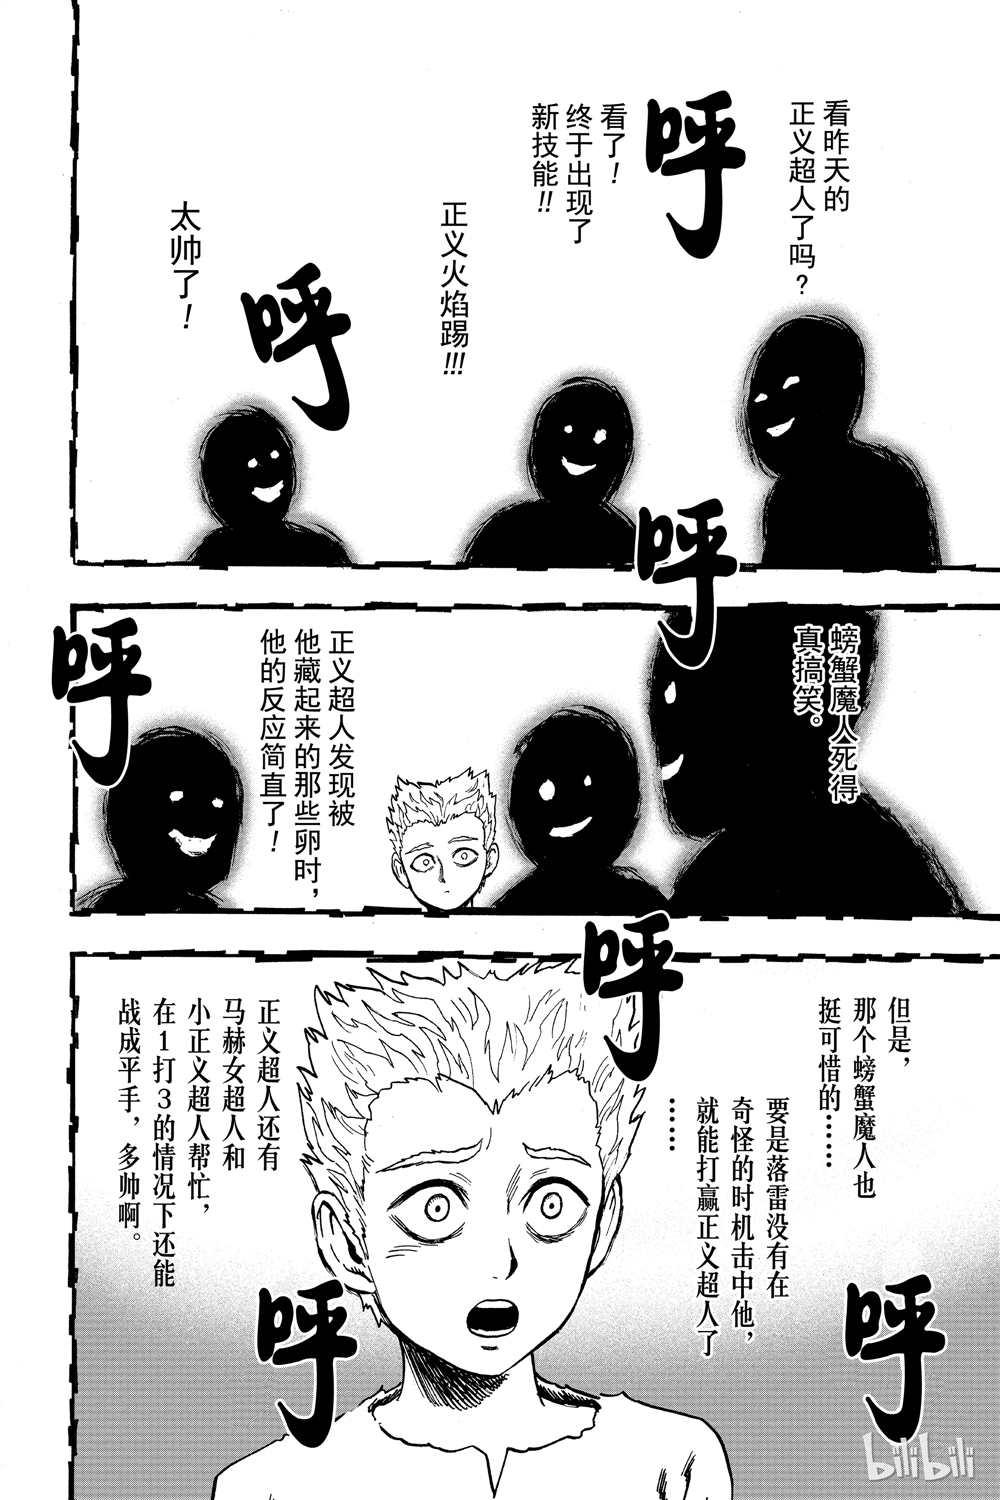 看昨天的
正义超人了吗?
呼
看了!
终于出现了
新技能!!
正义火焰踢!!!
呼
太帅了!
呼
螃蟹魔人死得
真搞笑。
正义超人发现被
他藏起来的那些卵时,
他的反应简直了!
呼
但是,
那个螃蟹魔人也
挺可惜的……
要是落雷没有在
奇怪的时机击中他,
就能打赢正义超人了
……
呼
正义超人还有
马赫女超人和
小正义超人帮忙,
在1打3的情况下还能
战成平手,多帅啊。
呼
呼
bilibili